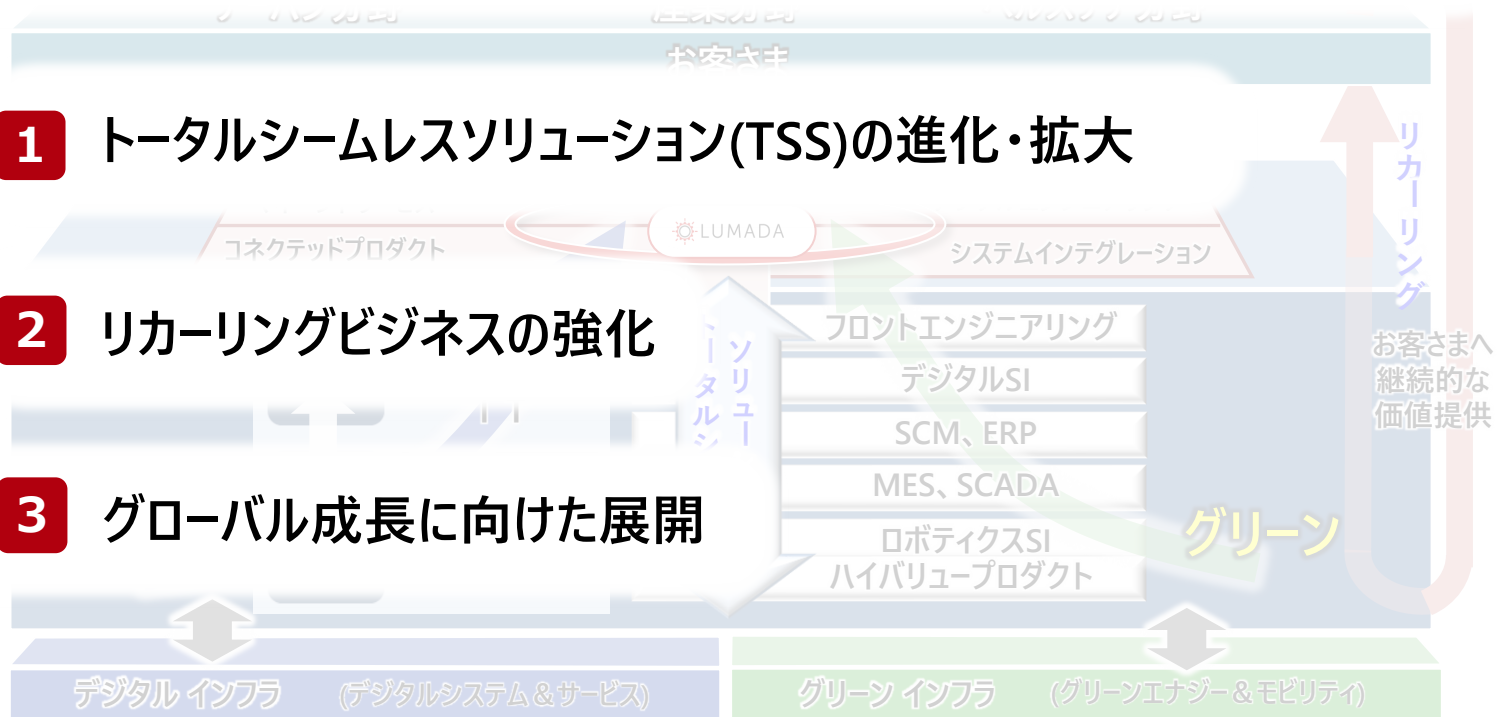 産業分野
お客さま
1 トータルシームレスソリューション(TSS)の進化・拡大
リカーリング
LUMADA
コネクテッドプロダクト
システムインテグレーション
2 リカーリングビジネスの強化
フロントエンジニアリング
お客さまへ
継続的な
価値提供
デジタルSI
SCM、ERP
MES、SCADA
3 グローバル成長に向けた展開
グリーン
ロボティクスSI
ハイバリュープロダクト
デジタル インフラ (デジタルシステム&サービス)
グリーン インフラ (グリーンエナジー&モビリティ)